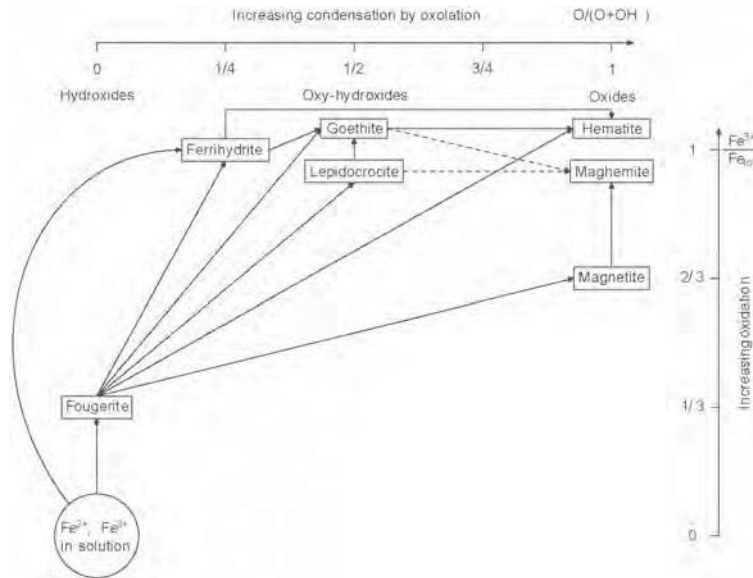 Increasing condensation by oxolation
O/(O+OH )
0
1/4
1/2
3/4
1
Hydroxides
Oxy-hydroxides
Oxides
Goethite
Hematite
Ferrihydrite
Lepidocrocite
Maghemite
Magnetite
Fougerite
Fe²⁺, Fe³⁺
in solution
1
2/3
1/3
0
Increasing oxidation